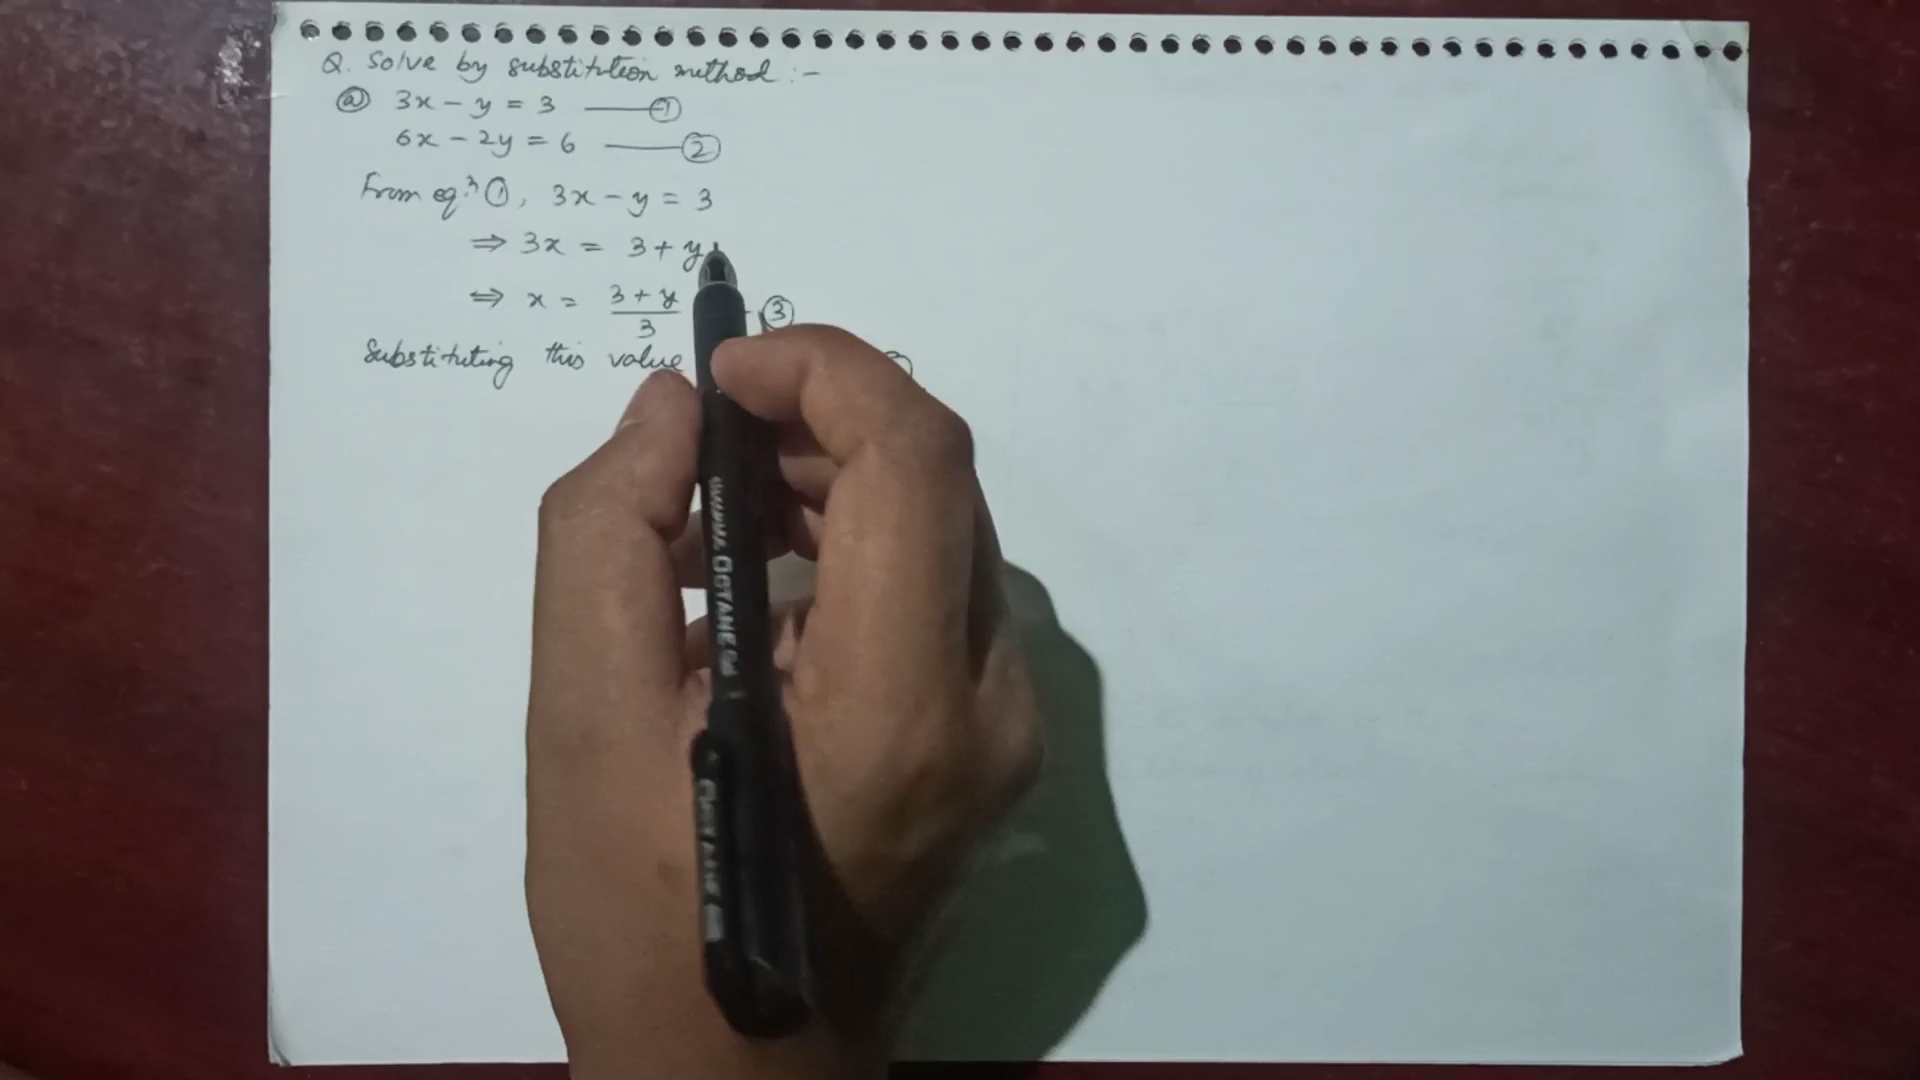 Q. Solve by substitution method :-
ⓐ 3x - y = 3 ——— ①
6x - 2y = 6 ——— ②
From eqⁿ ①, 3x - y = 3
⇒ 3x = 3 + y
⇒ x = (3 + y)/3 — ③
Substituting this value
OCTANE Gel